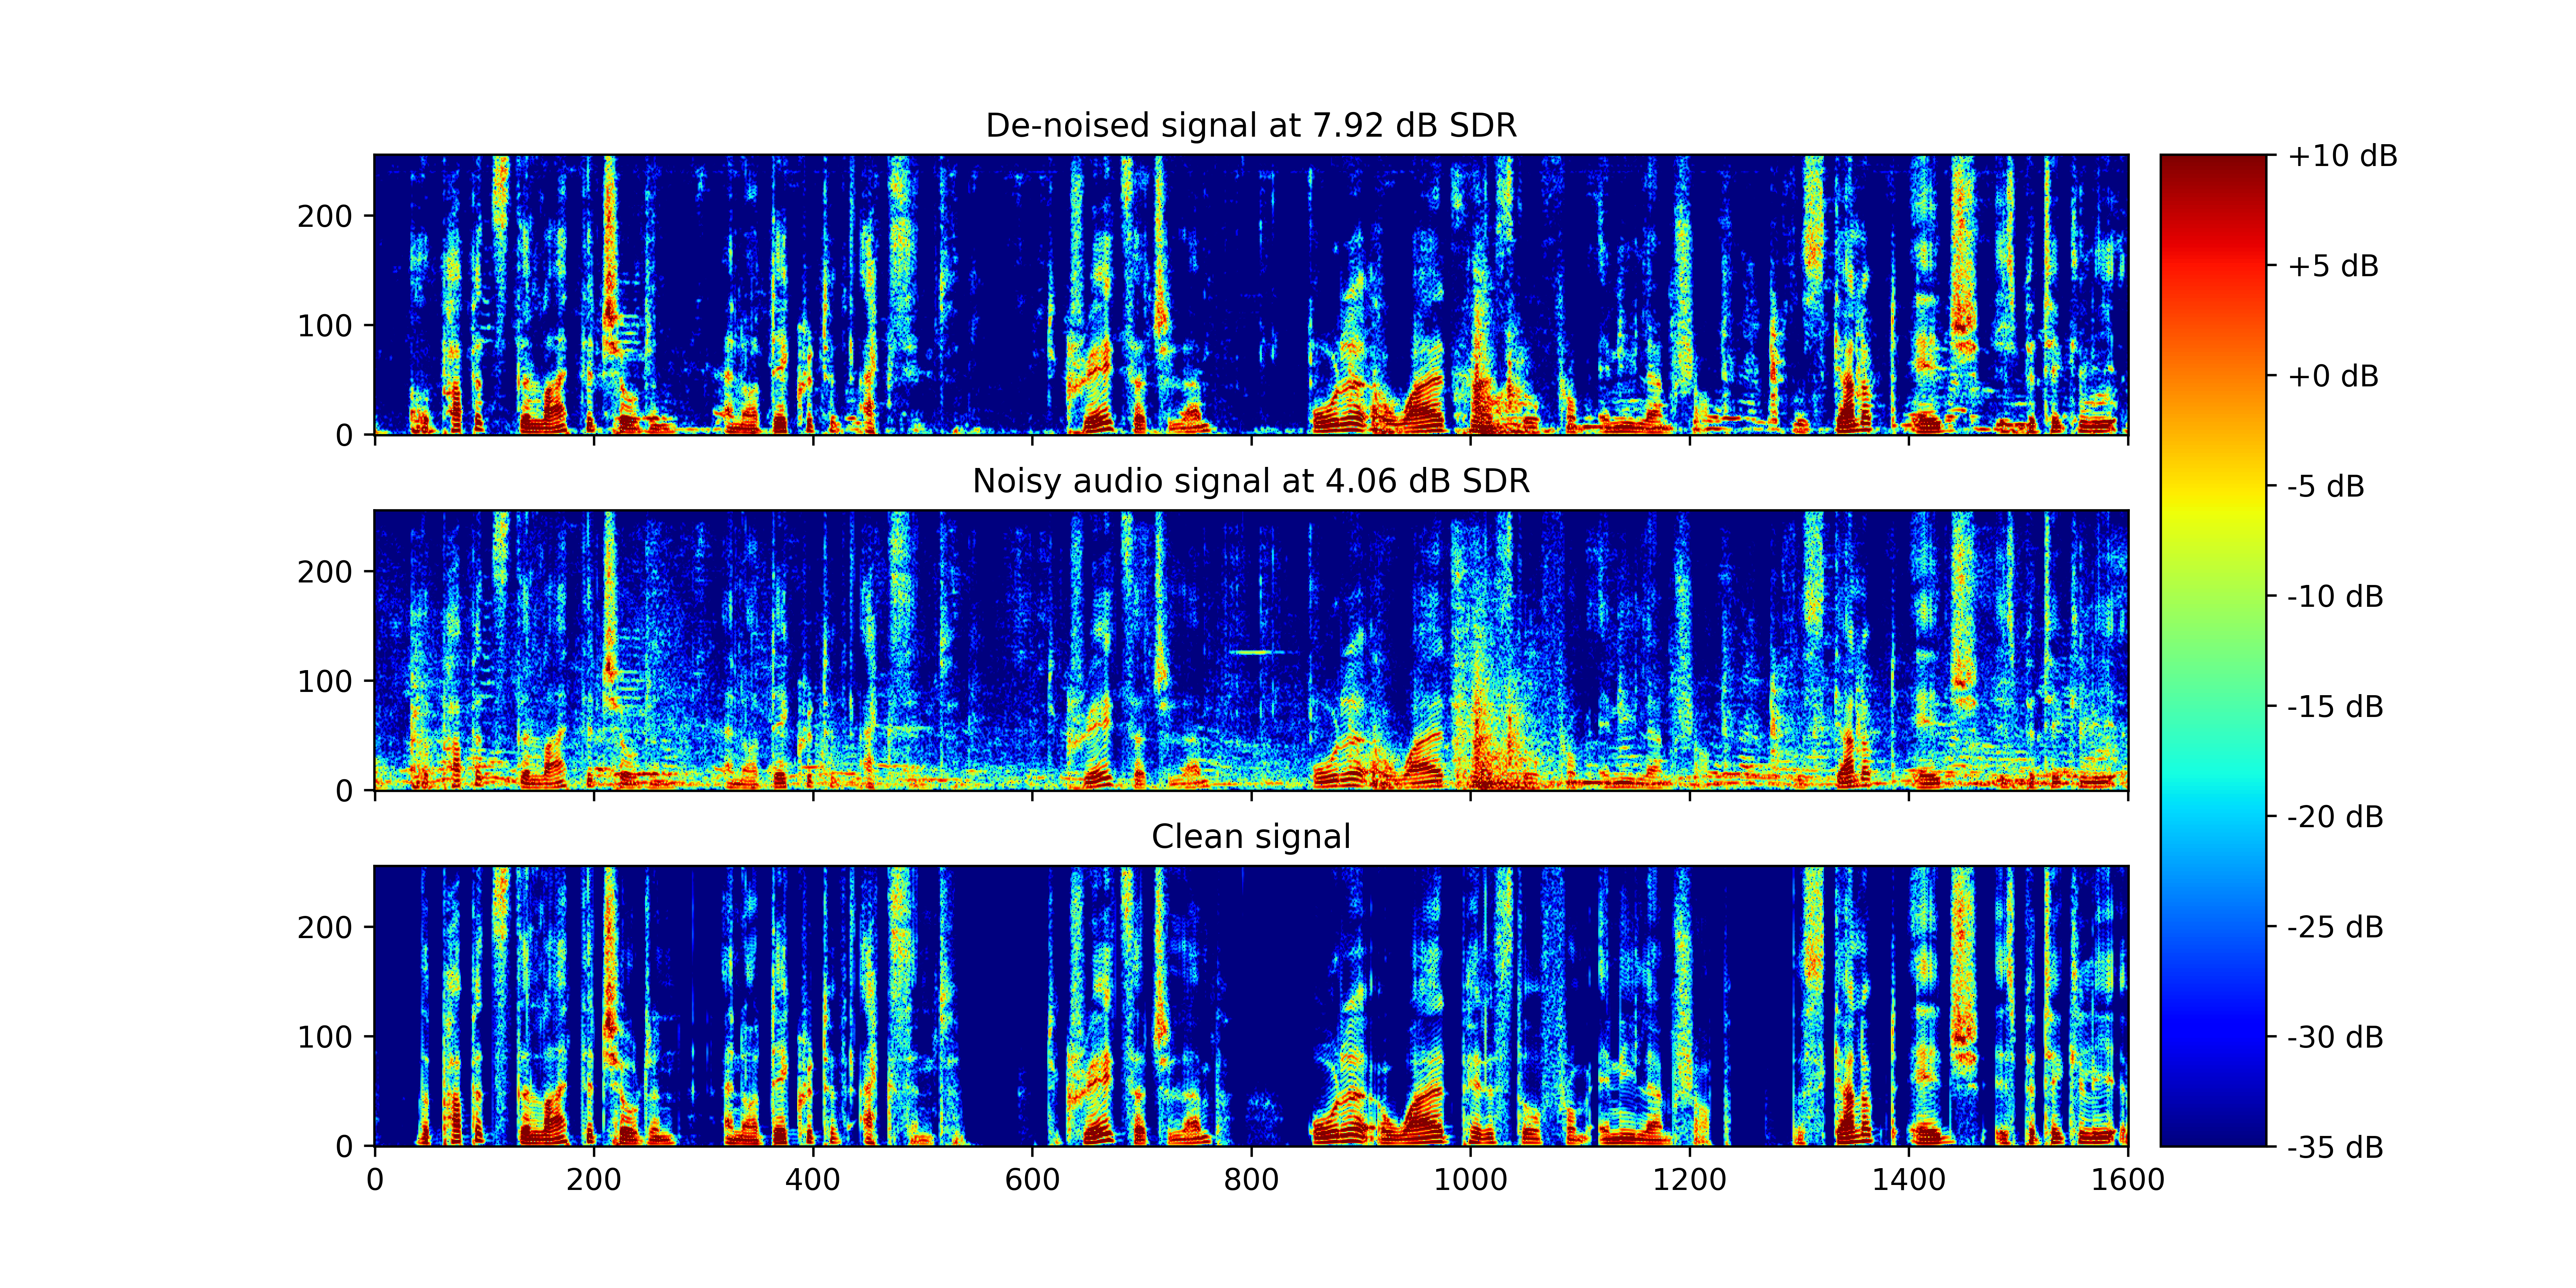 De-noised signal at 7.92 dB SDR
200
100
0
Noisy audio signal at 4.06 dB SDR
200
100
0
Clean signal
200
100
0
0 200 400 600 800 1000 1200 1400 1600
+10 dB
+5 dB
+0 dB
-5 dB
-10 dB
-15 dB
-20 dB
-25 dB
-30 dB
-35 dB